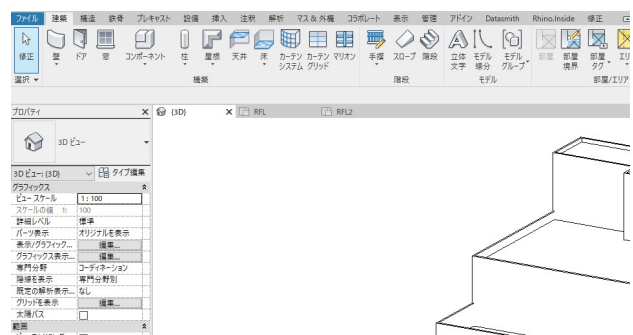 ファイル 建築 構造 鉄骨 プレキャスト 設備 挿入 注釈 解析 マス & 外構 コラボレート 表示 管理 アドイン Datasmith Rhino.Inside 修正
修正 壁 ドア 窓 コンポーネント 柱 屋根 天井 床 カーテン システム カーテン グリッド マリオン 手摺 スロープ 階段 立体 文字 モデル 線分 モデル グループ 部屋 部屋 境界 部屋 タグ
選択 構築 階段 モデル 部屋/エリア
プロパティ
{3D} RFL RFL2
3D ビュー
3D ビュー: {3D} タイプ編集
グラフィックス
ビュー スケール 1 : 100
スケールの値 1: 100
詳細レベル 標準
パーツ表示 オリジナルを表示
表示/グラフィック... 編集...
グラフィックス表示... 編集...
専門分野 コーディネーション
陰線を表示 専門分野別
既定の解析表示... なし
グリッドを表示 編集...
太陽パス
範囲